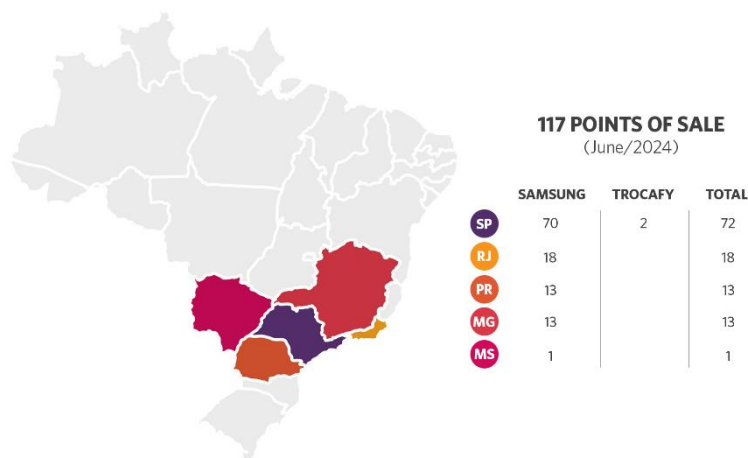 117 POINTS OF SALE
(June/2024)
SAMSUNG TROCAFY TOTAL
SP 70 2 72
RJ 18 18
PR 13 13
MG 13 13
MS 1 1